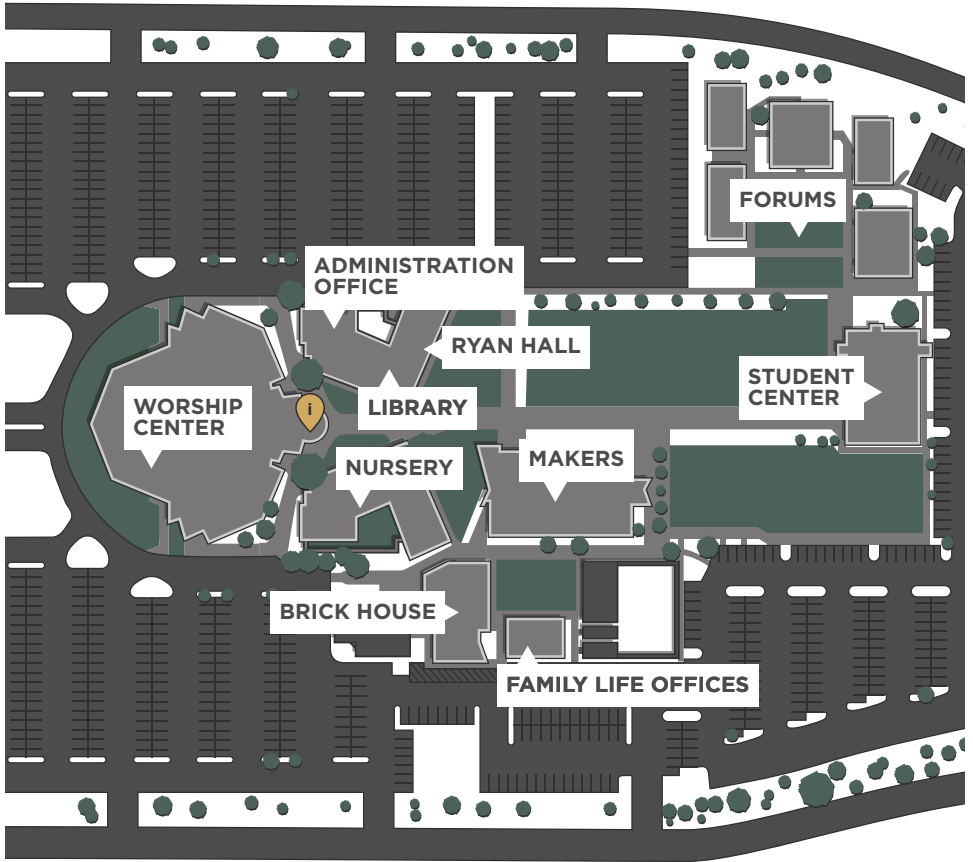 FORUMS
ADMINISTRATION
OFFICE
RYAN HALL
STUDENT
CENTER
LIBRARY
WORSHIP
CENTER
i
MAKERS
NURSERY
BRICK HOUSE
FAMILY LIFE OFFICES